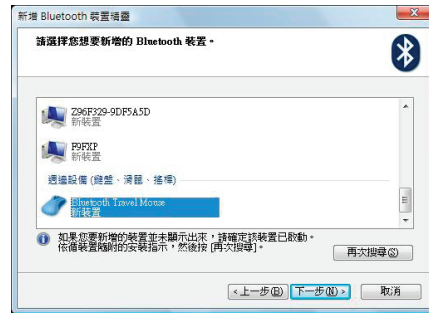 新增 Bluetooth 裝置精靈
請選擇您想要新增的 Bluetooth 裝置。
Z96F329-9DF5A5D
新裝置
F9FXP
新裝置
週邊設備 (鍵盤、滑鼠、搖桿)
Bluetooth Travel Mouse
新裝置
如果您要新增的裝置並未顯示出來，請確定該裝置已啟動。
依循裝置隨附的安裝指示，然後按 [再次搜尋]。
再次搜尋(S)
<上一步(B) 下一步(N)> 取消